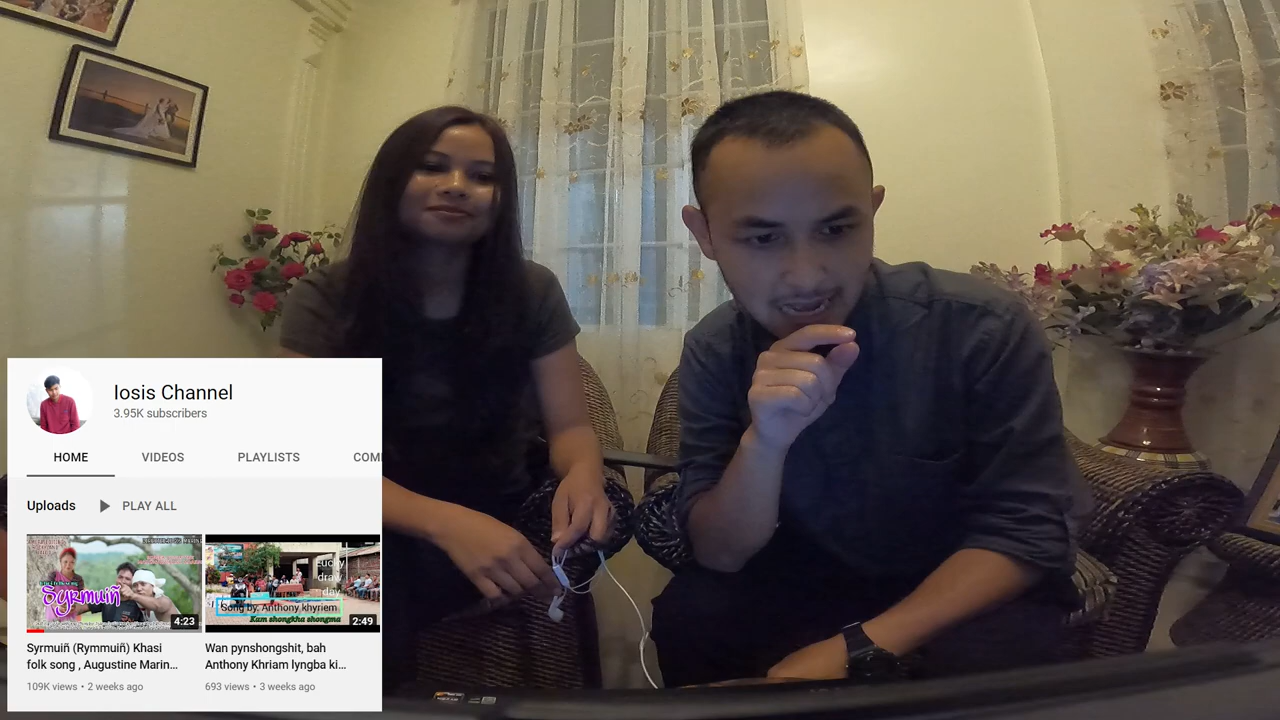 Iosis Channel
3.95K subscribers
HOME VIDEOS PLAYLISTS COM
Uploads PLAY ALL
Syrmuiñ
4:23
Lucky
draw
day
Song by. Anthony khyriem
Kam shongkha shongma
2:49
Syrmuiñ (Rymmuiñ) Khasi
folk song , Augustine Marin...
109K views • 2 weeks ago
Wan pynshongshit, bah
Anthony Khriam lyngba ki...
693 views • 3 weeks ago